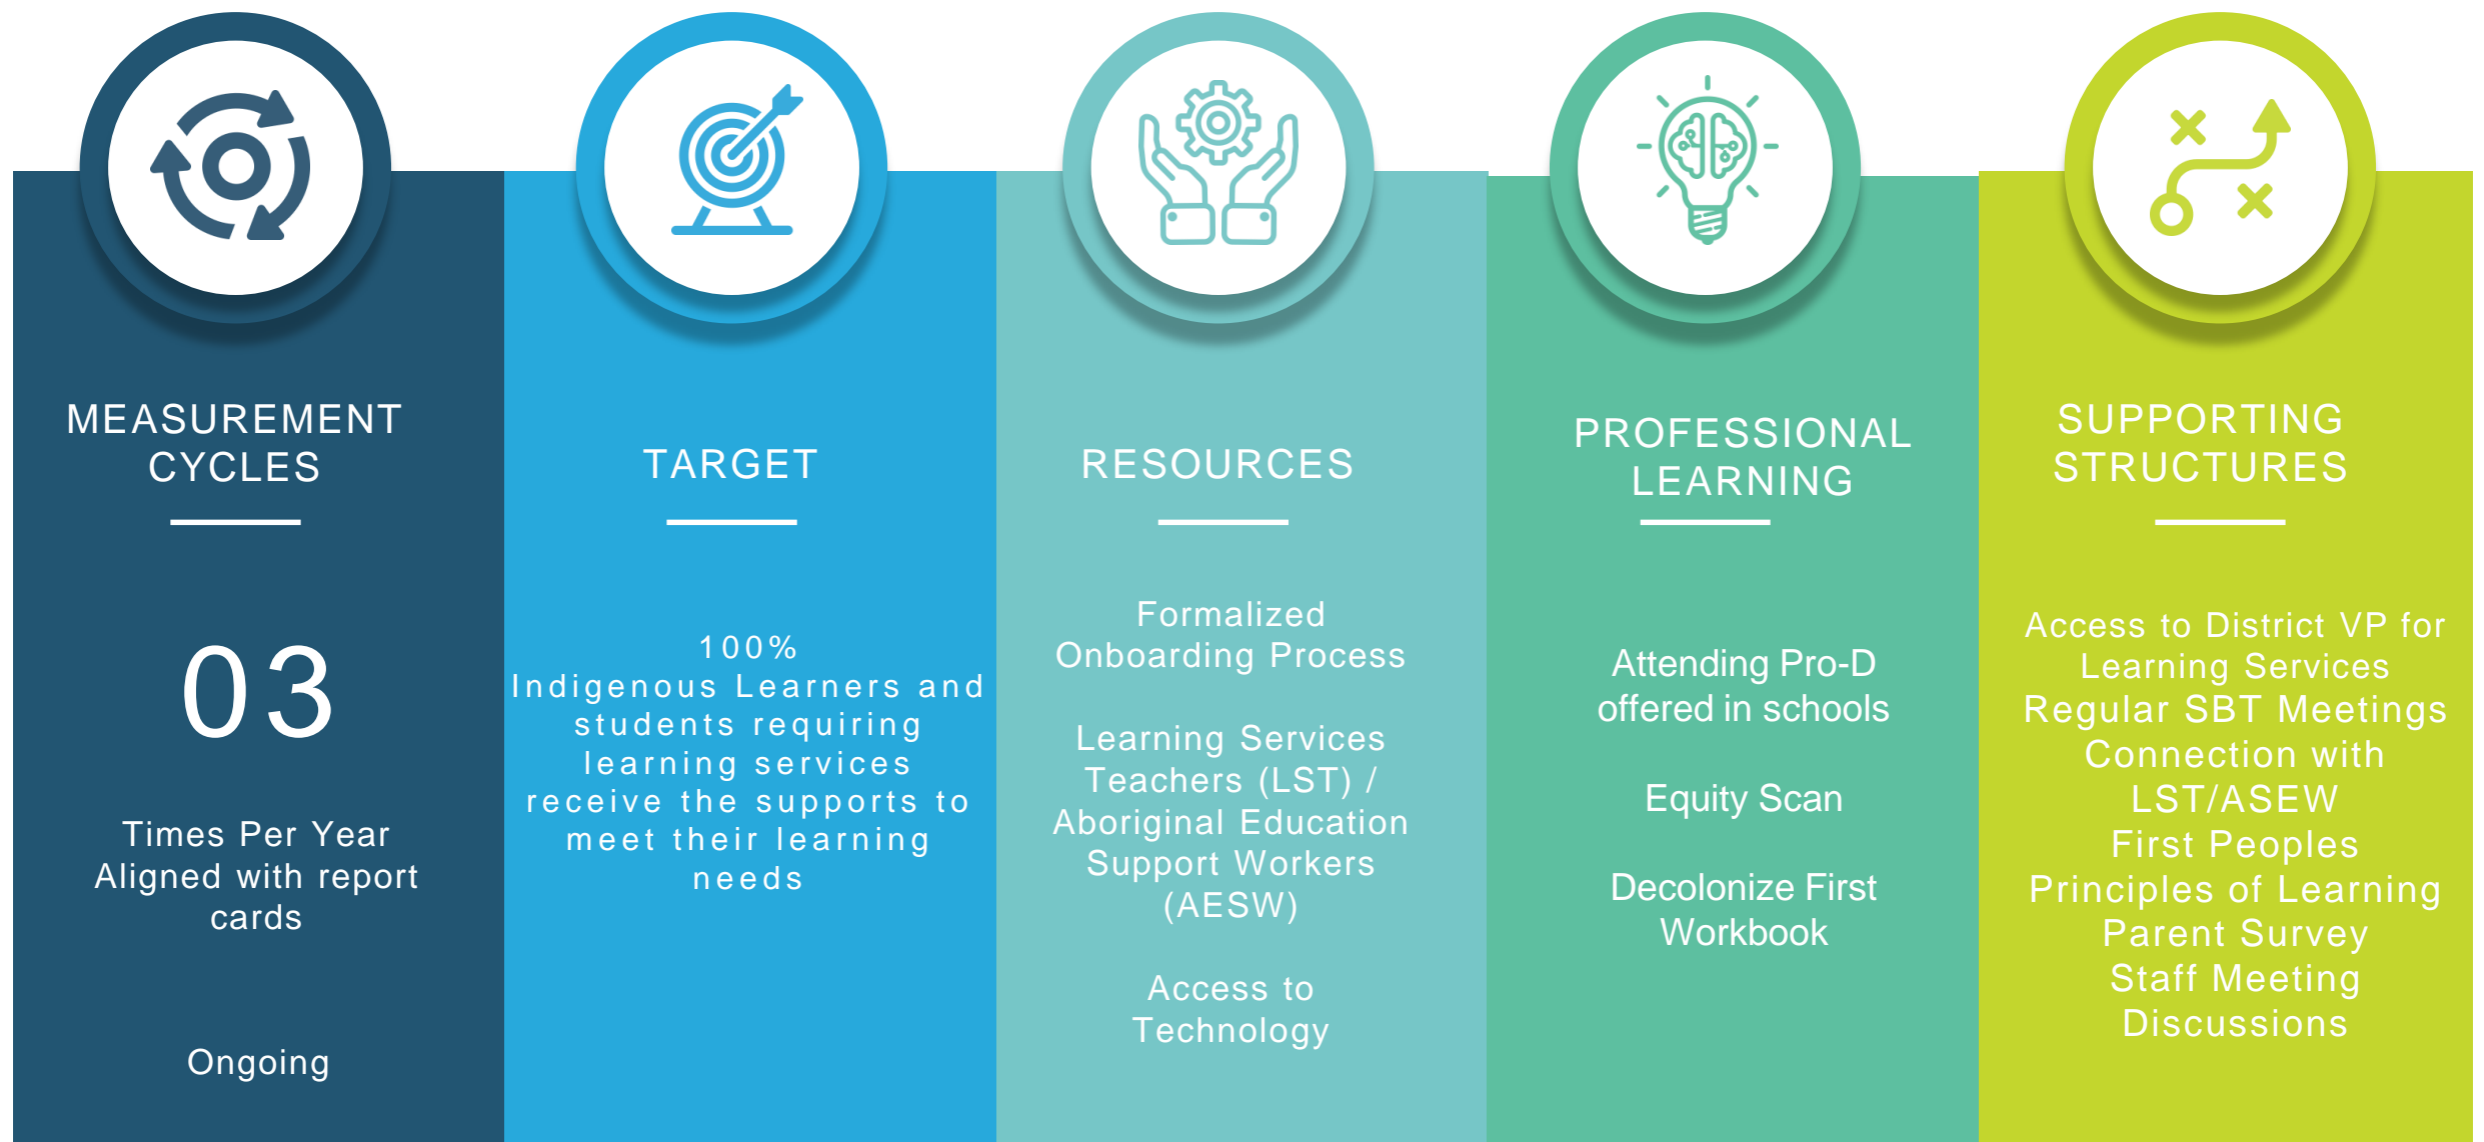 MEASUREMENT
CYCLES
03
Times Per Year
Aligned with report
cards
Ongoing
TARGET
100%
Indigenous Learners and
students requiring
learning services
receive the supports to
meet their learning
needs
RESOURCES
Formalized
Onboarding Process
Learning Services
Teachers (LST) /
Aboriginal Education
Support Workers
(AESW)
Access to
Technology
PROFESSIONAL
LEARNING
Attending Pro-D
offered in schools
Equity Scan
Decolonize First
Workbook
SUPPORTING
STRUCTURES
Access to District VP for
Learning Services
Regular SBT Meetings
Connection with
LST/ASEW
First Peoples
Principles of Learning
Parent Survey
Staff Meeting
Discussions